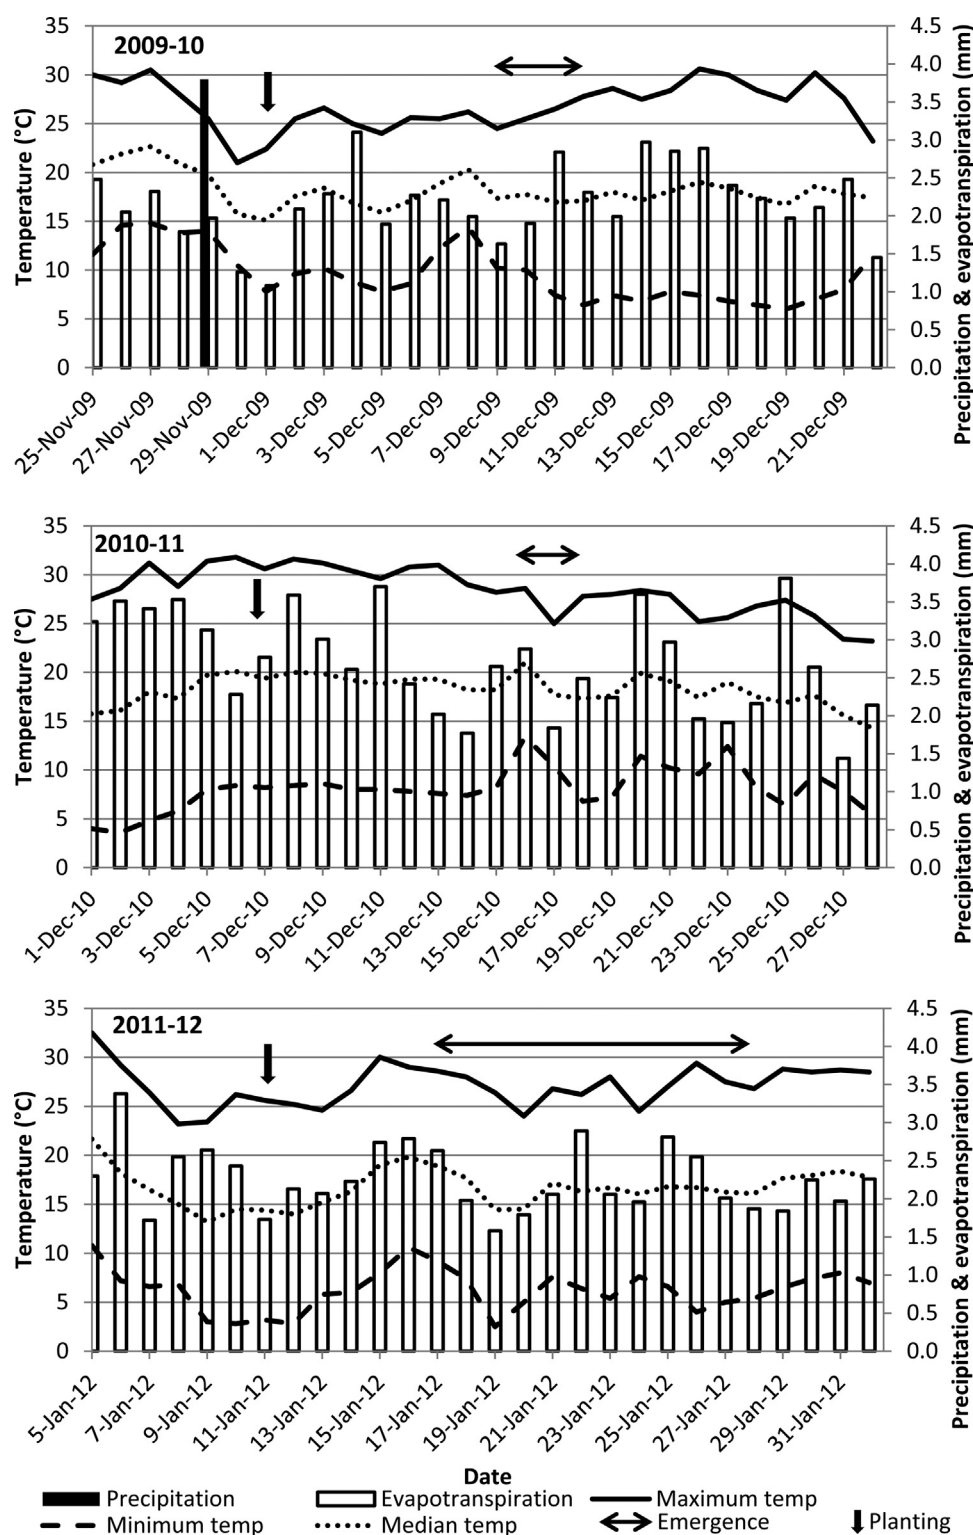 2009-10
Temperature (°C)
35
30
25
20
15
10
5
0
4.5
4.0
3.5
3.0
2.5
2.0
1.5
1.0
0.5
0.0
Precipitation & evapotranspiration (mm)
25-Nov-09
27-Nov-09
29-Nov-09
1-Dec-09
3-Dec-09
5-Dec-09
7-Dec-09
9-Dec-09
11-Dec-09
13-Dec-09
15-Dec-09
17-Dec-09
19-Dec-09
21-Dec-09
2010-11
Temperature (°C)
35
30
25
20
15
10
5
0
4.5
4.0
3.5
3.0
2.5
2.0
1.5
1.0
0.5
0.0
Precipitation & evapotranspiration (mm)
1-Dec-10
3-Dec-10
5-Dec-10
7-Dec-10
9-Dec-10
11-Dec-10
13-Dec-10
15-Dec-10
17-Dec-10
19-Dec-10
21-Dec-10
23-Dec-10
25-Dec-10
27-Dec-10
2011-12
Temperature (°C)
35
30
25
20
15
10
5
0
4.5
4.0
3.5
3.0
2.5
2.0
1.5
1.0
0.5
0.0
Precipitation & evapotranspiration (mm)
5-Jan-12
7-Jan-12
9-Jan-12
11-Jan-12
13-Jan-12
15-Jan-12
17-Jan-12
19-Jan-12
21-Jan-12
23-Jan-12
25-Jan-12
27-Jan-12
29-Jan-12
31-Jan-12
Date
Precipitation Evapotranspiration Maximum temp
Minimum temp Median temp Emergence Planting